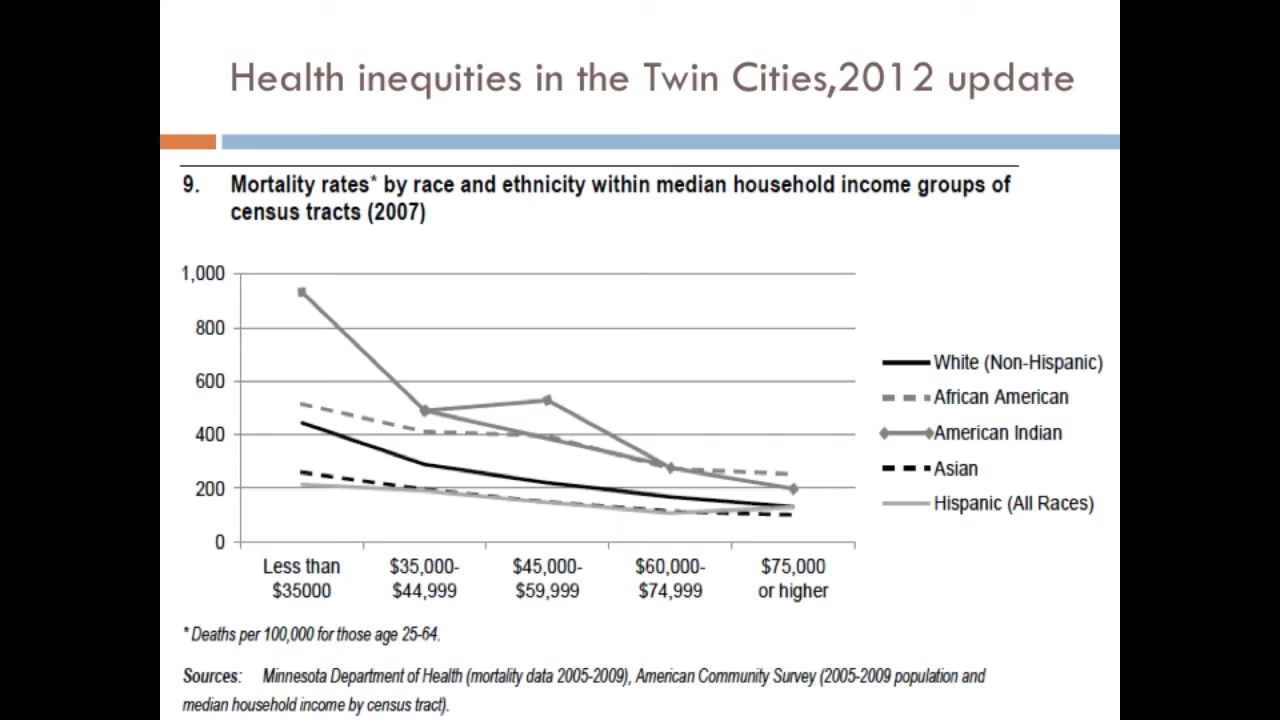 Health inequities in the Twin Cities,2012 update
9. Mortality rates* by race and ethnicity within median household income groups of
census tracts (2007)
1,000
800
600
400
200
0
White (Non-Hispanic)
African American
American Indian
Asian
Hispanic (All Races)
Less than $35,000- $45,000- $60,000- $75,000
$35000 $44,999 $59,999 $74,999 or higher
* Deaths per 100,000 for those age 25-64.
Sources: Minnesota Department of Health (mortality data 2005-2009), American Community Survey (2005-2009 population and
median household income by census tract).